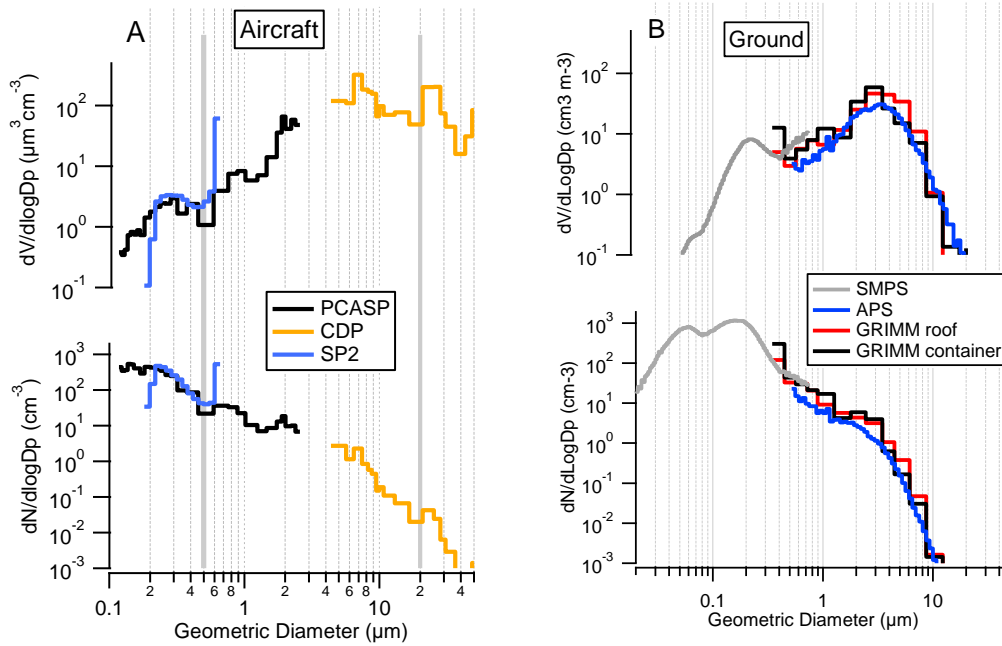 A
Aircraft
dV/dlogDp (µm³ cm⁻³)
10²
10¹
10⁰
10⁻¹
PCASP
CDP
SP2
dN/dlogDp (cm⁻³)
10³
10²
10¹
10⁰
10⁻¹
10⁻²
10⁻³
0.1 2 4 6 8 1 2 4 6 8 10 2 4
Geometric Diameter (µm)
B
Ground
dV/dLogDp (cm3 m-3)
10²
10¹
10⁰
10⁻¹
SMPS
APS
GRIMM roof
GRIMM container
dN/dLogDp (cm-3)
10³
10²
10¹
10⁰
10⁻¹
10⁻²
10⁻³
0.1 1 10
Geometric Diameter (µm)